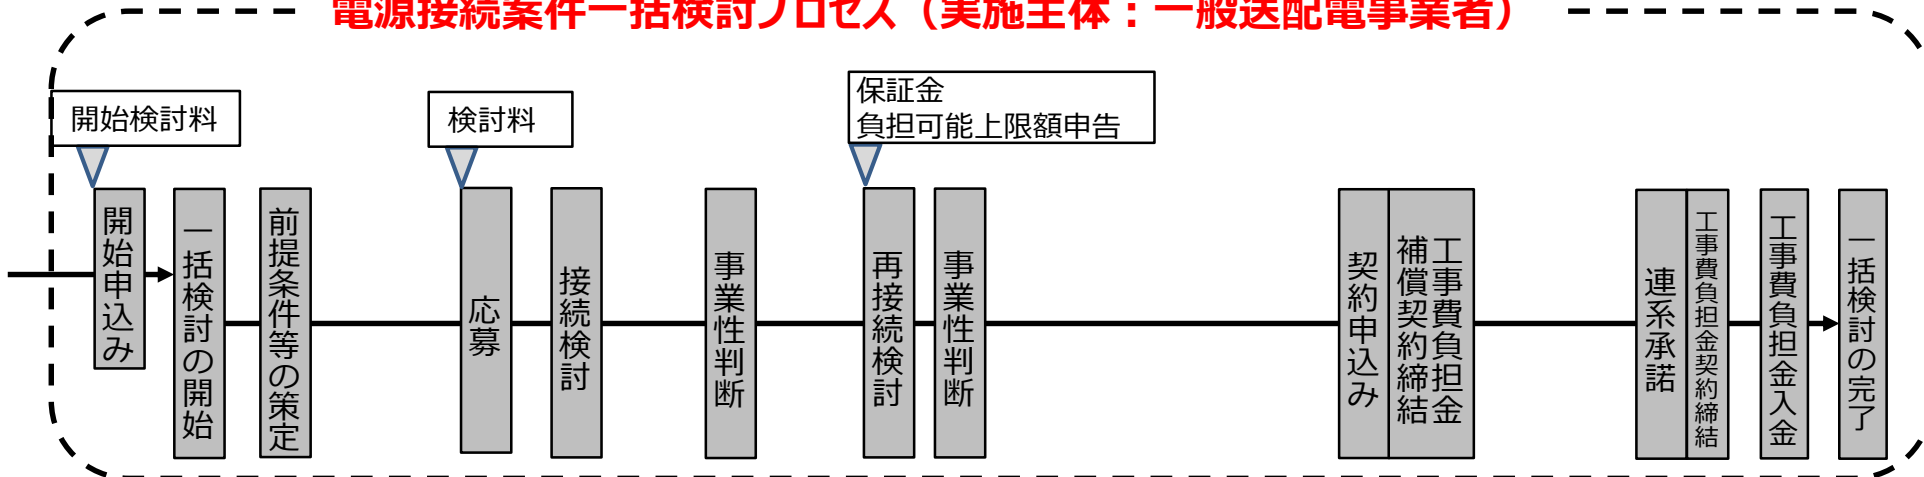 電源接続案件一括検討プロセス（実施主体：一般送配電事業者）
開始検討料
検討料
保証金
負担可能上限額申告
開始申込み
一括検討の開始
前提条件等の策定
応募
接続検討
事業性判断
再接続検討
事業性判断
契約申込み
工事費負担金
補償契約締結
連系承諾
工事費負担金契約締結
工事費負担金入金
一括検討の完了